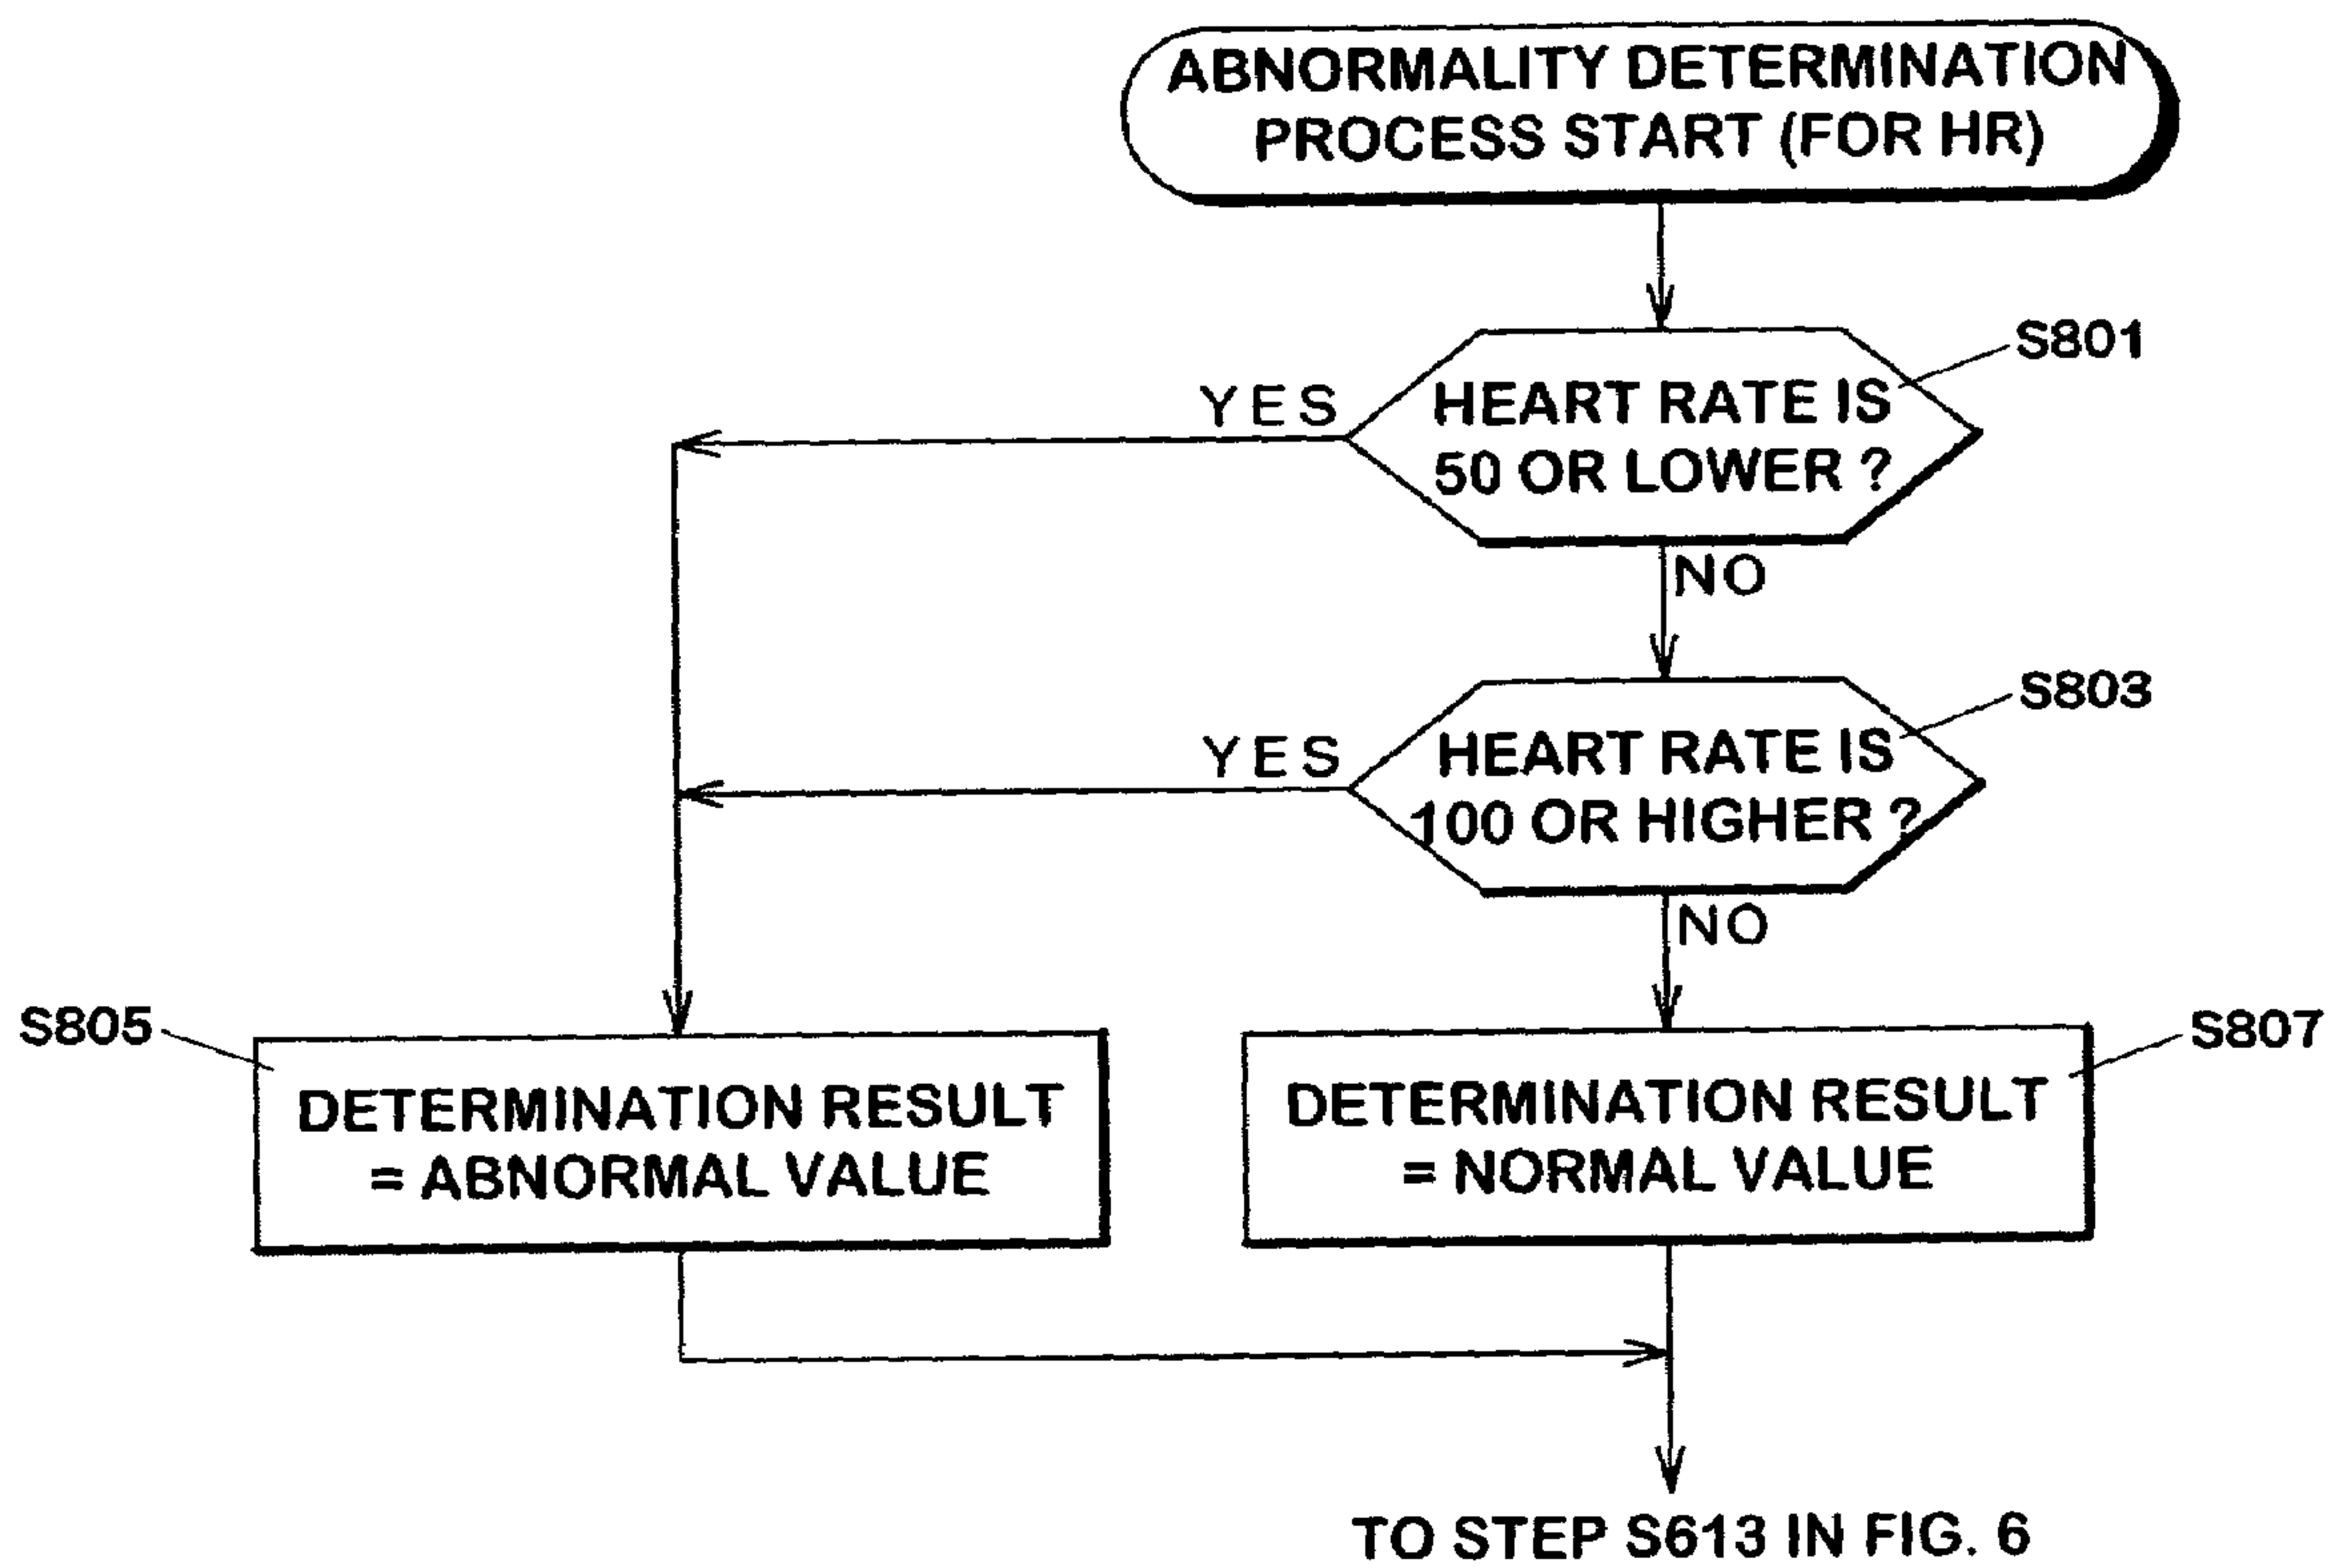 ABNORMALITY DETERMINATION
PROCESS START (FOR HR)
S801
YES
HEART RATE IS
50 OR LOWER ?
NO
S803
YES
HEART RATE IS
100 OR HIGHER ?
NO
S805
DETERMINATION RESULT
= ABNORMAL VALUE
S807
DETERMINATION RESULT
= NORMAL VALUE
TO STEP S613 IN FIG. 6